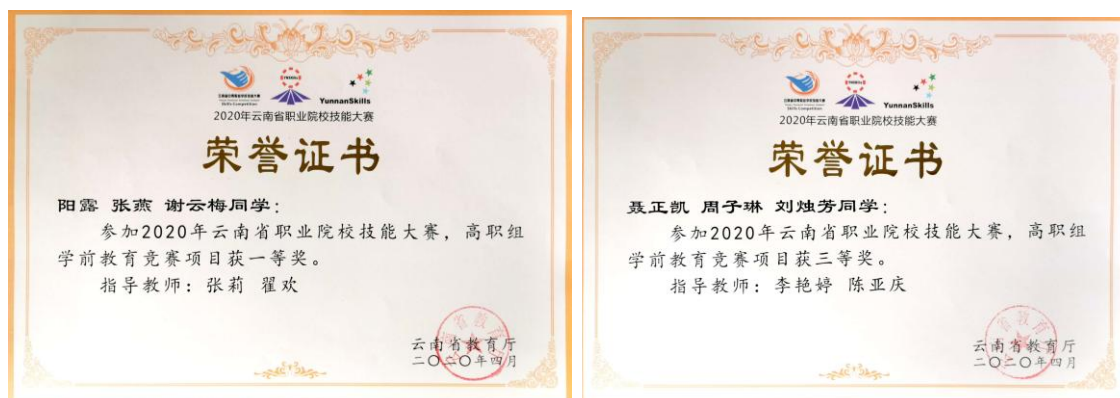 YunnanSkills
2020年云南省职业院校技能大赛
荣誉证书
阳露 张燕 谢云梅同学：
参加2020年云南省职业院校技能大赛，高职组
学前教育竞赛项目获一等奖。
指导教师：张莉 翟欢
云南省教育厅
二〇二〇年四月
YunnanSkills
2020年云南省职业院校技能大赛
荣誉证书
聂正凯 周子琳 刘烛芳同学：
参加2020年云南省职业院校技能大赛，高职组
学前教育竞赛项目获三等奖。
指导教师：李艳婷 陈亚庆
云南省教育厅
二〇二〇年四月